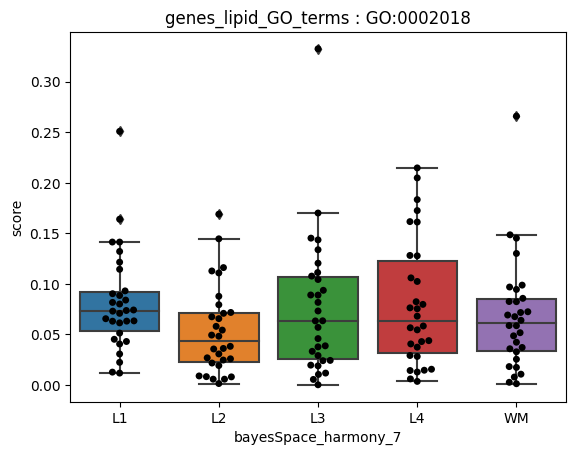 genes_lipid_GO_terms : GO:0002018
0.30
0.25
0.20
0.15
0.10
0.05
0.00
score
L1 L2 L3 L4 WM
bayesSpace_harmony_7